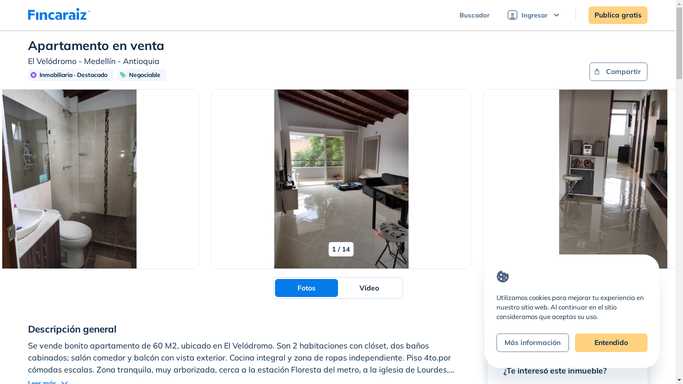 Fincaraiz
Buscador
Ingresar
Publica gratis
Apartamento en venta
El Velódromo - Medellín - Antioquia
Inmobiliaria · Destacado
Negociable
Compartir
1 / 14
Fotos
Video
Utilizamos cookies para mejorar tu experiencia en
nuestro sitio web. Al continuar en el sitio
consideramos que aceptas su uso.
Más información
Entendido
Descripción general
Se vende bonito apartamento de 60 M2, ubicado en El Velódromo. Son 2 habitaciones con clóset, dos baños
cabinados; salón comedor y balcón con vista exterior. Cocina integral y zona de ropas independiente. Piso 4to.por
cómodas escalas. Zona tranquila, muy arborizada, cerca a la estación Floresta del metro, a la iglesia de Lourdes,...
Leer más
¿Te interesó este inmueble?